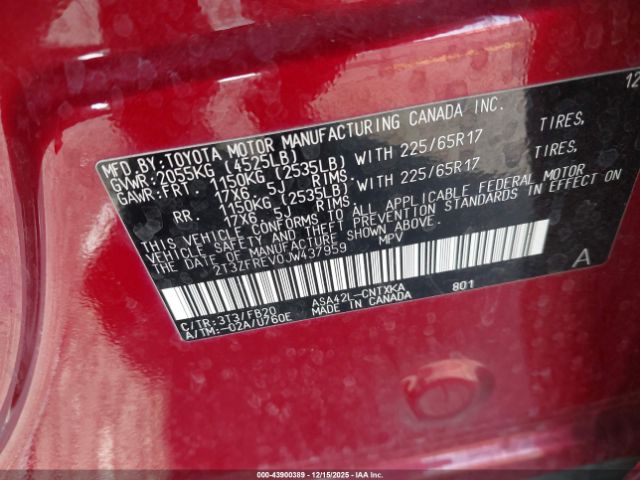 12
MFD. BY: TOYOTA MOTOR MANUFACTURING CANADA INC.
GVWR: 2055KG (4525LB)
GAWR: FRT. 1150KG (2535LB) WITH 225/65R17 TIRES,
17X6. 5J RIMS.
RR. 1150KG (2535LB) WITH 225/65R17 TIRES,
17X6. 5J RIMS.
THIS VEHICLE CONFORMS TO ALL APPLICABLE FEDERAL MOTOR
VEHICLE SAFETY AND THEFT PREVENTION STANDARDS IN EFFECT ON
THE DATE OF MANUFACTURE SHOWN ABOVE.
2T3ZFREV0JW437959 MPV
A
C/TR: 3T3/FB20 ASA42L-CNTXKA 801
A/TM:-02A/U760E MADE IN CANADA
000-43900389 | 12/15/2025 | IAA Inc.